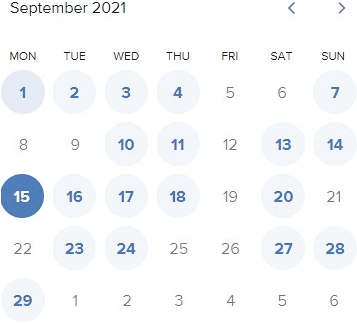 September 2021
MON TUE WED THU FRI SAT SUN
1 2 3 4 5 6 7
8 9 10 11 12 13 14
15 16 17 18 19 20 21
22 23 24 25 26 27 28
29 1 2 3 4 5 6